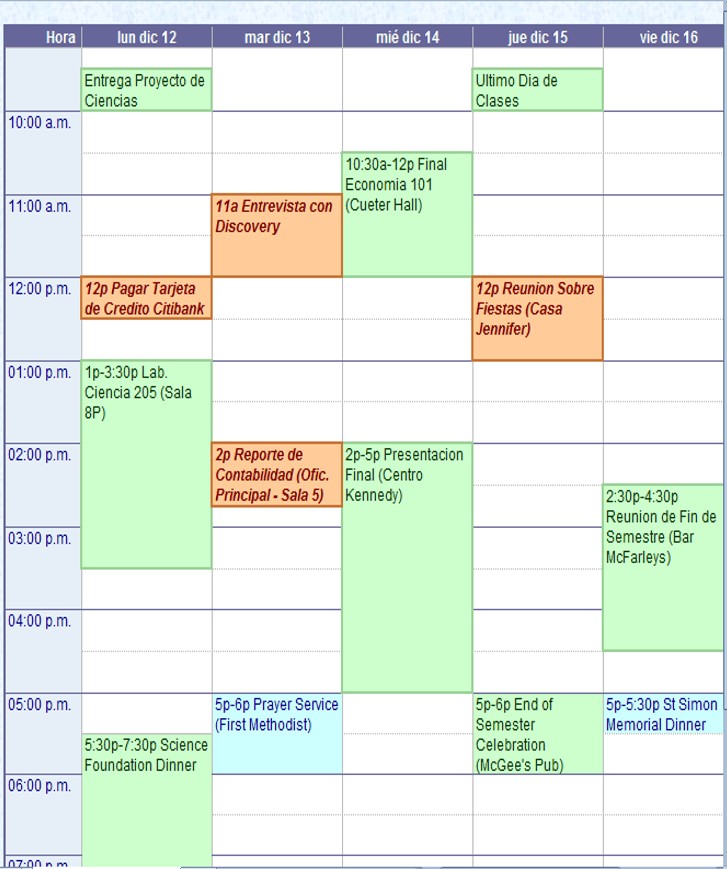 Hora
lun dic 12
mar dic 13
mié dic 14
jue dic 15
vie dic 16
Entrega Proyecto de
Ciencias
Ultimo Dia de
Clases
10:00 a.m.
10:30a-12p Final
Economia 101
(Cueter Hall)
11:00 a.m.
11a Entrevista con
Discovery
12:00 p.m.
12p Pagar Tarjeta
de Credito Citibank
12p Reunion Sobre
Fiestas (Casa
Jennifer)
01:00 p.m.
1p-3:30p Lab.
Ciencia 205 (Sala
8P)
02:00 p.m.
2p Reporte de
Contabilidad (Ofic.
Principal - Sala 5)
2p-5p Presentacion
Final (Centro
Kennedy)
2:30p-4:30p
Reunion de Fin de
Semestre (Bar
McFarleys)
03:00 p.m.
04:00 p.m.
05:00 p.m.
5p-6p Prayer Service
(First Methodist)
5p-6p End of
Semester
Celebration
(McGee's Pub)
5p-5:30p St Simon
Memorial Dinner
5:30p-7:30p Science
Foundation Dinner
06:00 p.m.
07:00 p.m.